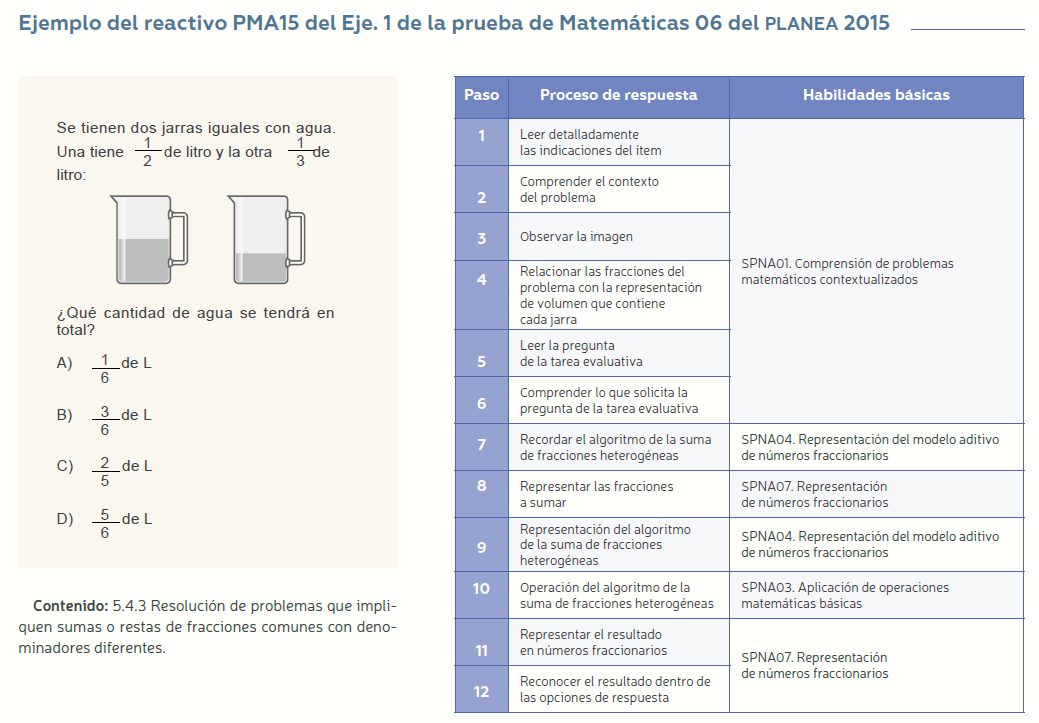 Ejemplo del reactivo PMA15 del Eje. 1 de la prueba de Matemáticas 06 del PLANEA 2015
Se tienen dos jarras iguales con agua.
Una tiene 1/2 de litro y la otra 1/3 de
litro:
¿Qué cantidad de agua se tendrá en
total?
A) 1/6 de L
B) 3/6 de L
C) 2/5 de L
D) 5/6 de L
Contenido: 5.4.3 Resolución de problemas que impli-
quen sumas o restas de fracciones comunes con deno-
minadores diferentes.
Paso Proceso de respuesta Habilidades básicas
1 Leer detalladamente
las indicaciones del ítem
2 Comprender el contexto
del problema
3 Observar la imagen
4 Relacionar las fracciones del
problema con la representación
de volumen que contiene
cada jarra
5 Leer la pregunta
de la tarea evaluativa
6 Comprender lo que solicita la
pregunta de la tarea evaluativa
SPNA01. Comprensión de problemas
matemáticos contextualizados
7 Recordar el algoritmo de la suma
de fracciones heterogéneas
SPNA04. Representación del modelo aditivo
de números fraccionarios
8 Representar las fracciones
a sumar
SPNA07. Representación
de números fraccionarios
9 Representación del algoritmo
de la suma de fracciones
heterogéneas
SPNA04. Representación del modelo aditivo
de números fraccionarios
10 Operación del algoritmo de la
suma de fracciones heterogéneas
SPNA03. Aplicación de operaciones
matemáticas básicas
11 Representar el resultado
en números fraccionarios
12 Reconocer el resultado dentro de
las opciones de respuesta
SPNA07. Representación
de números fraccionarios